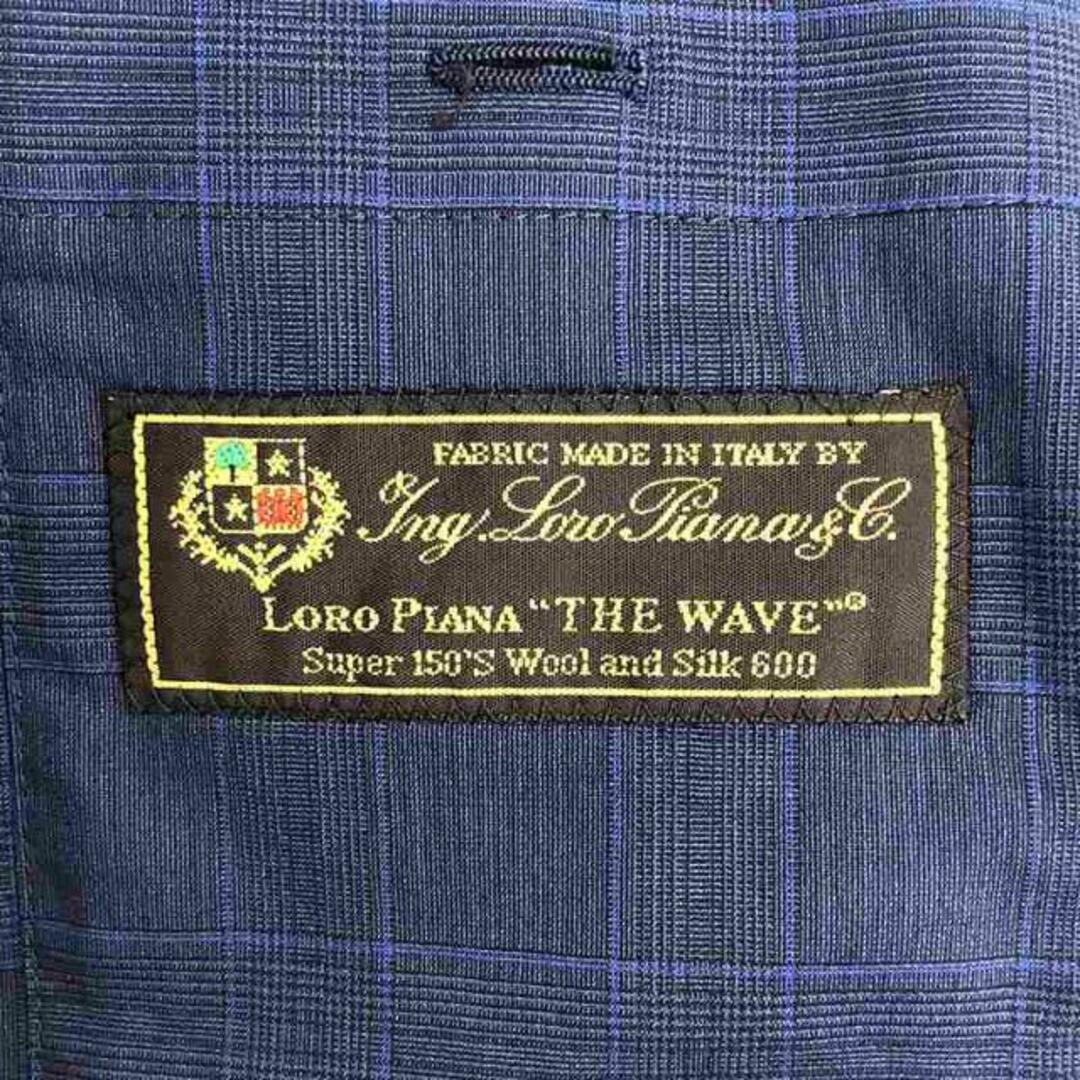 FABRIC MADE IN ITALY BY
Ing. Loro Piana & C.
LORO PIANA "THE WAVE"®
Super 150'S Wool and Silk 600